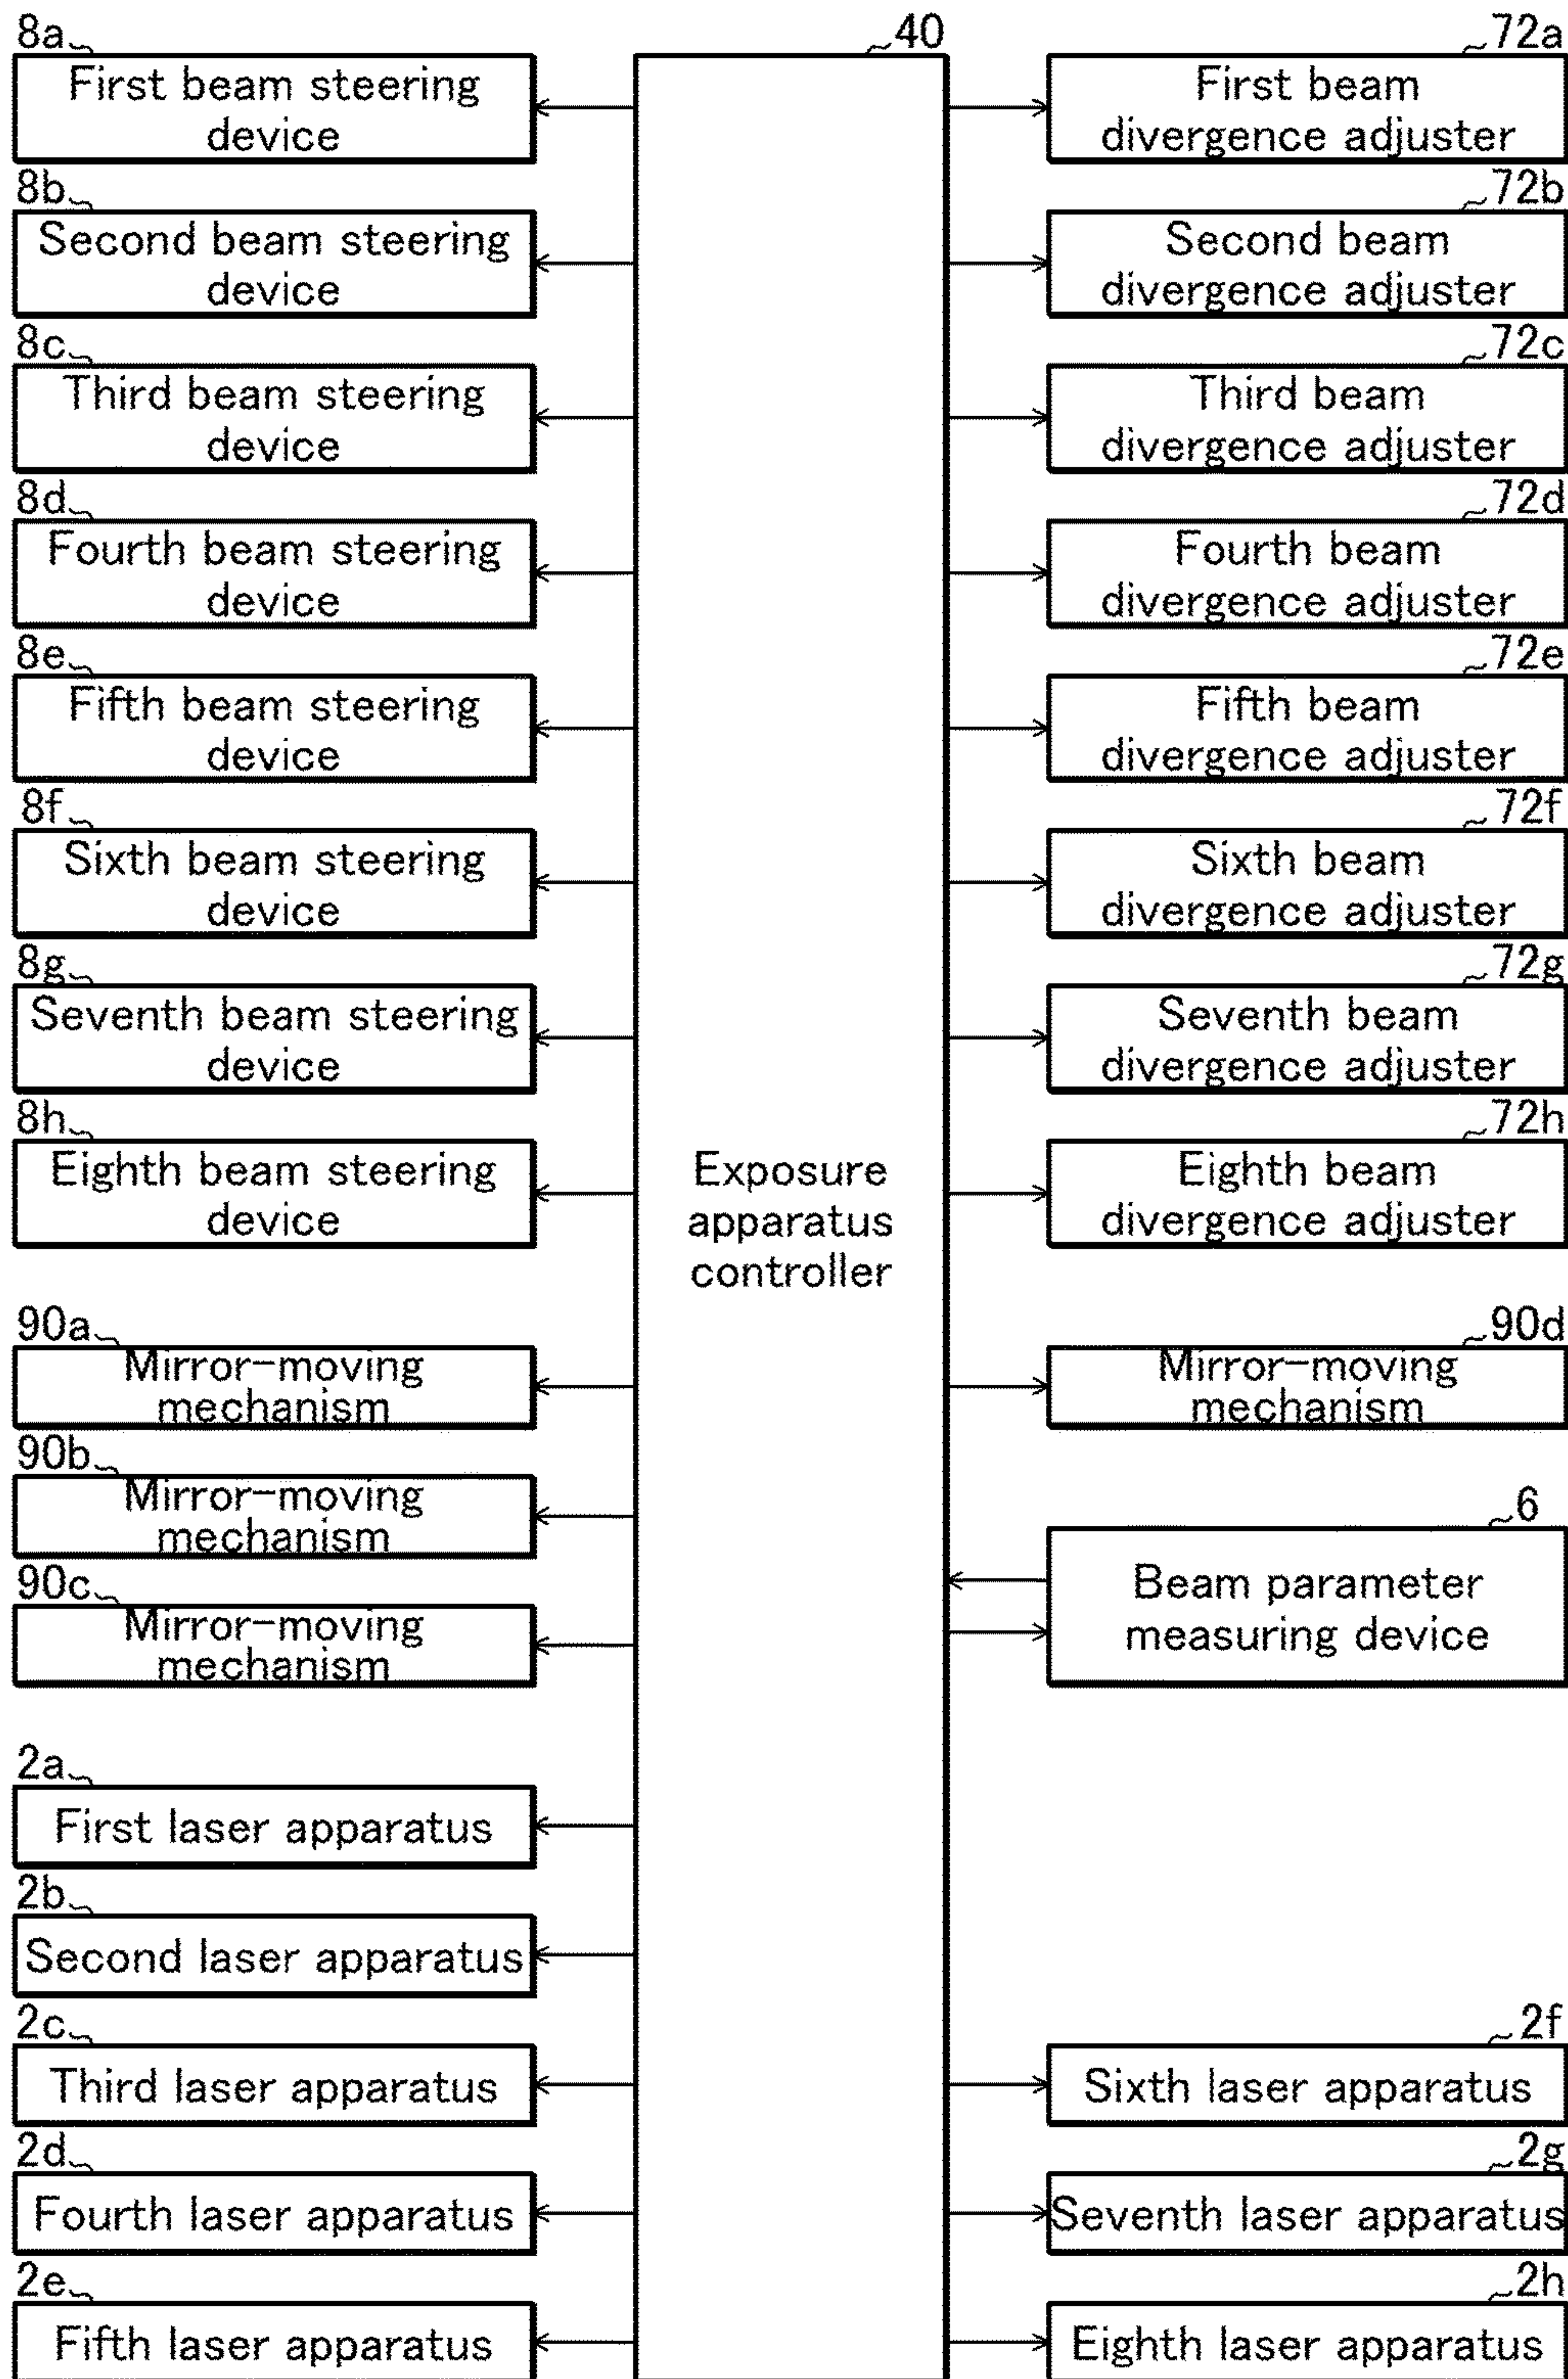 8a
First beam steering
device
8b
Second beam steering
device
8c
Third beam steering
device
8d
Fourth beam steering
device
8e
Fifth beam steering
device
8f
Sixth beam steering
device
8g
Seventh beam steering
device
8h
Eighth beam steering
device
90a
Mirror-moving
mechanism
90b
Mirror-moving
mechanism
90c
Mirror-moving
mechanism
2a
First laser apparatus
2b
Second laser apparatus
2c
Third laser apparatus
2d
Fourth laser apparatus
2e
Fifth laser apparatus
40
Exposure
apparatus
controller
72a
First beam
divergence adjuster
72b
Second beam
divergence adjuster
72c
Third beam
divergence adjuster
72d
Fourth beam
divergence adjuster
72e
Fifth beam
divergence adjuster
72f
Sixth beam
divergence adjuster
72g
Seventh beam
divergence adjuster
72h
Eighth beam
divergence adjuster
90d
Mirror-moving
mechanism
6
Beam parameter
measuring device
2f
Sixth laser apparatus
2g
Seventh laser apparatus
2h
Eighth laser apparatus